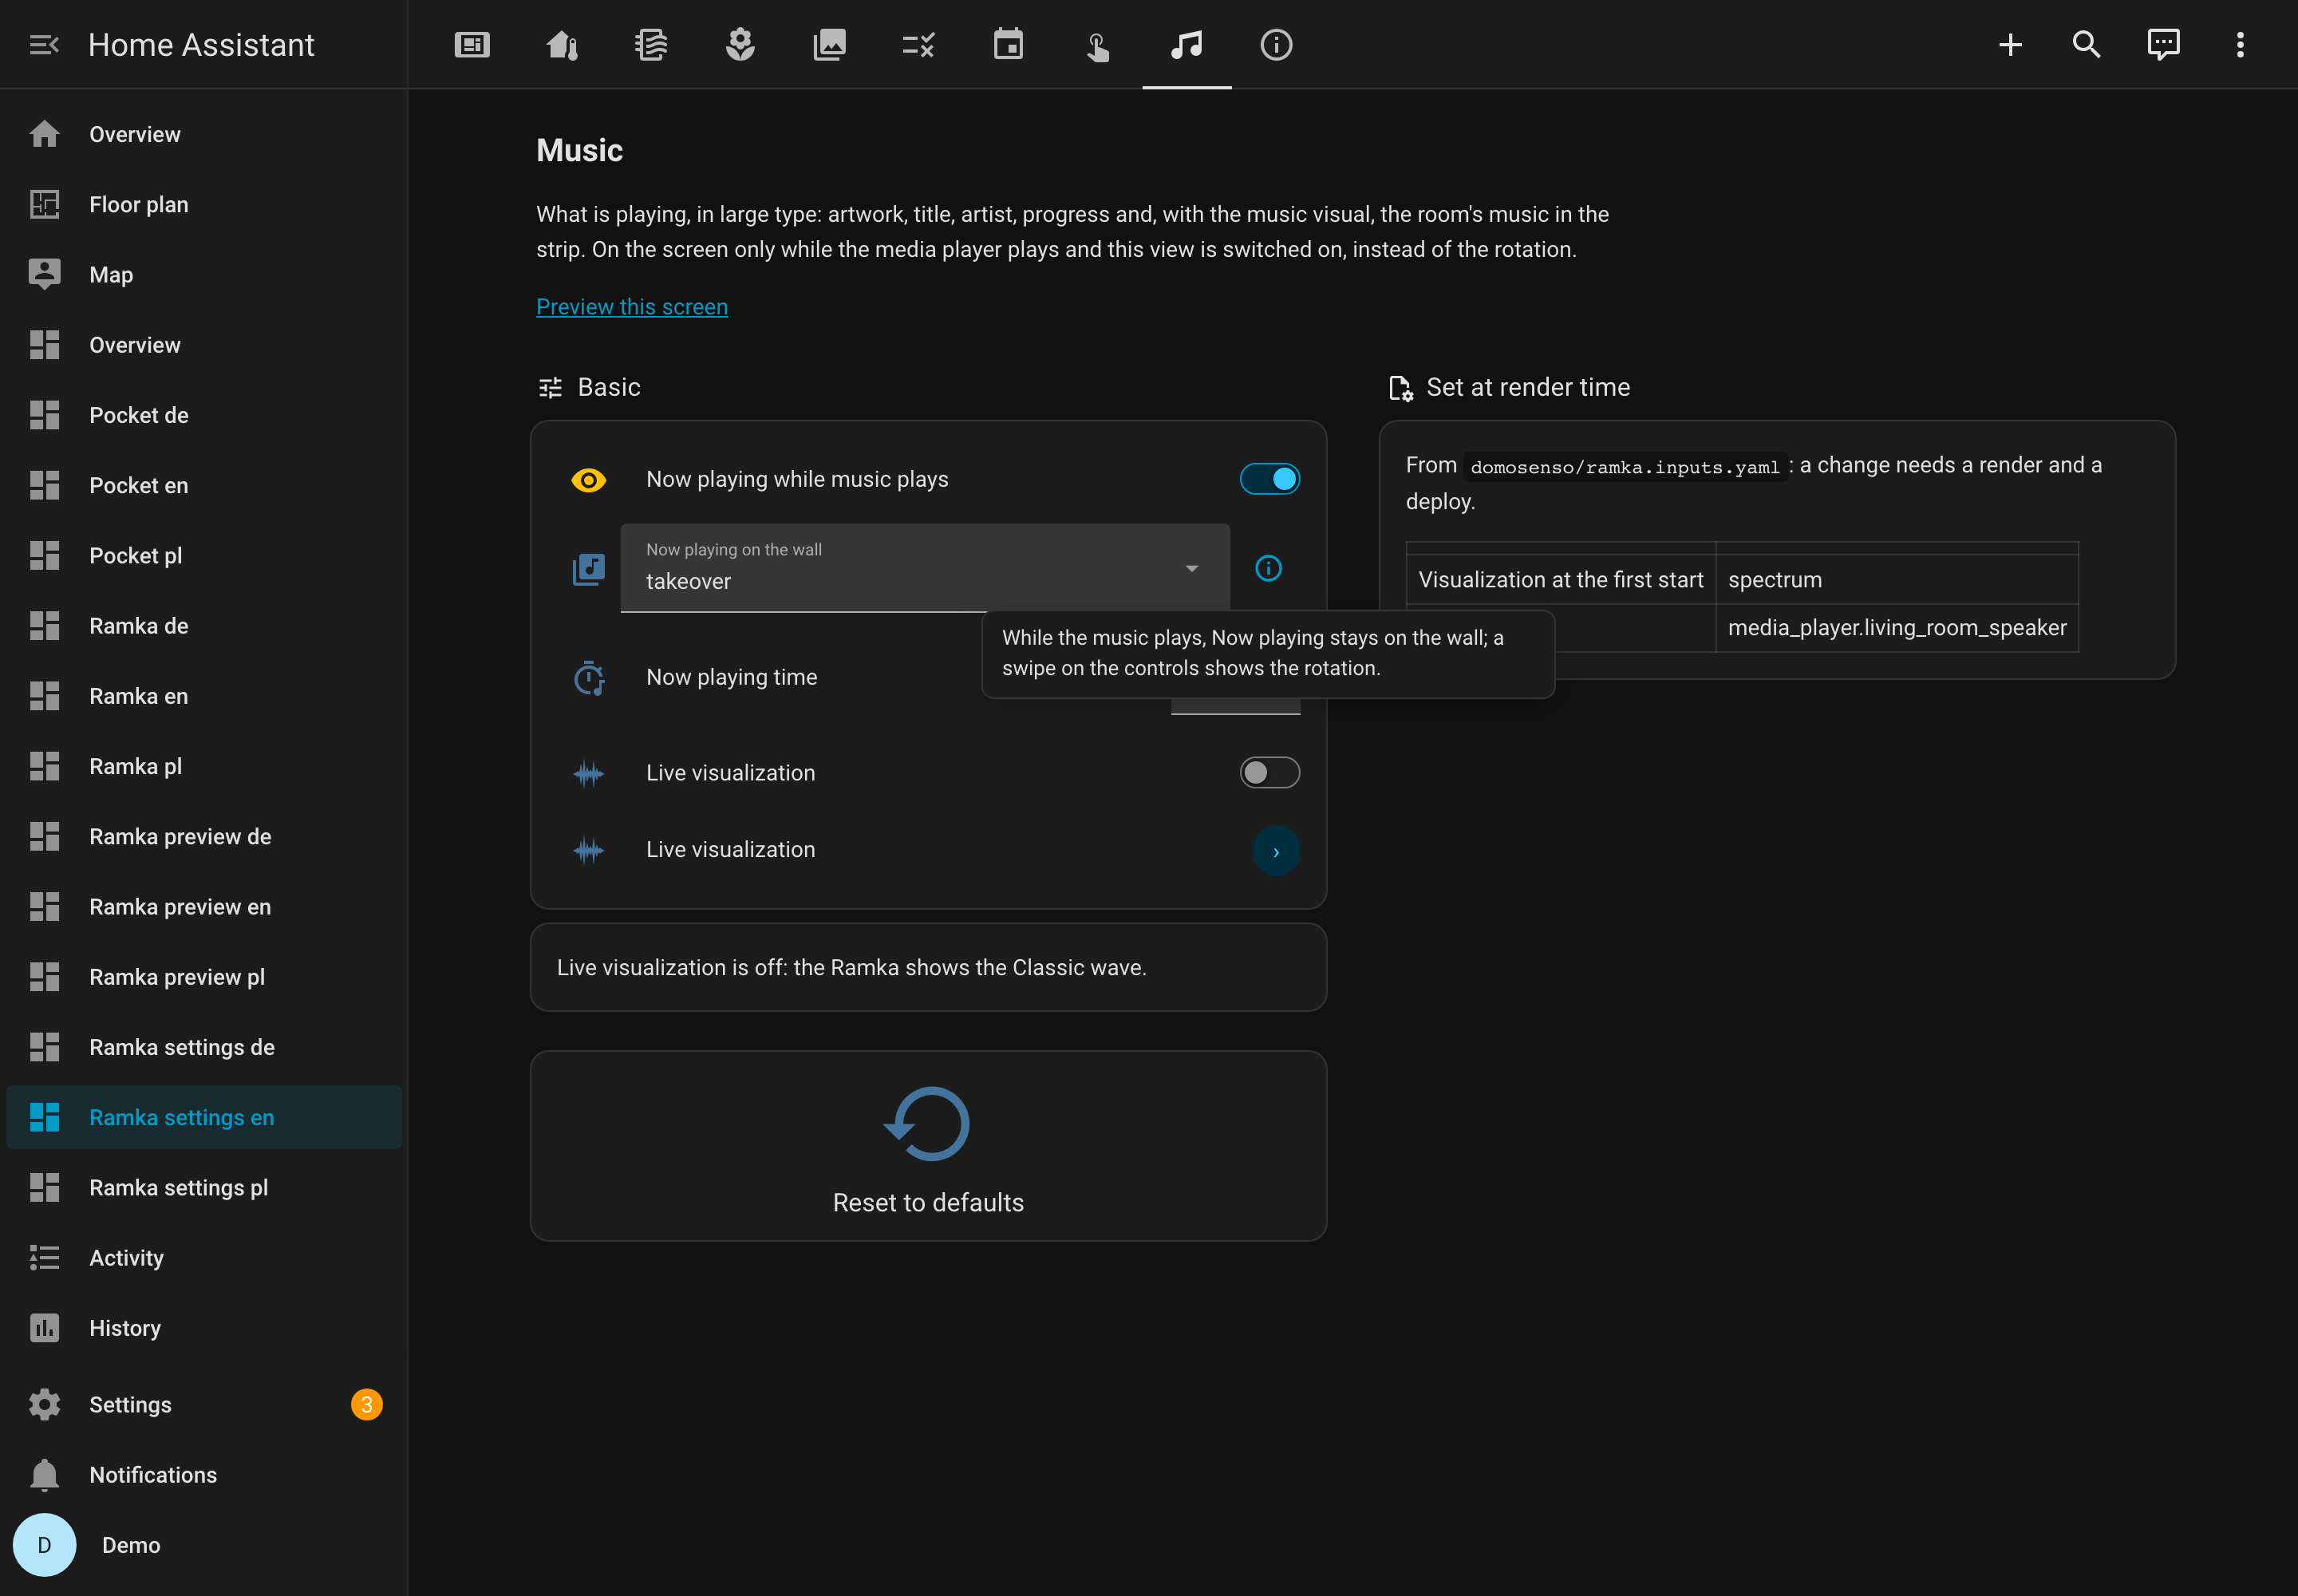 Home Assistant
Overview
Floor plan
Map
Overview
Pocket de
Pocket en
Pocket pl
Ramka de
Ramka en
Ramka pl
Ramka preview de
Ramka preview en
Ramka preview pl
Ramka settings de
Ramka settings en
Ramka settings pl
Activity
History
Settings
3
Notifications
D
Demo
Music
What is playing, in large type: artwork, title, artist, progress and, with the music visual, the room's music in the
strip. On the screen only while the media player plays and this view is switched on, instead of the rotation.
Preview this screen
Basic
Now playing while music plays
Now playing on the wall
takeover
While the music plays, Now playing stays on the wall; a
swipe on the controls shows the rotation.
Now playing time
Live visualization
Live visualization
Live visualization is off: the Ramka shows the Classic wave.
Reset to defaults
Set at render time
From domosenso/ramka.inputs.yaml: a change needs a render and a
deploy.
Visualization at the first start spectrum
media_player.living_room_speaker